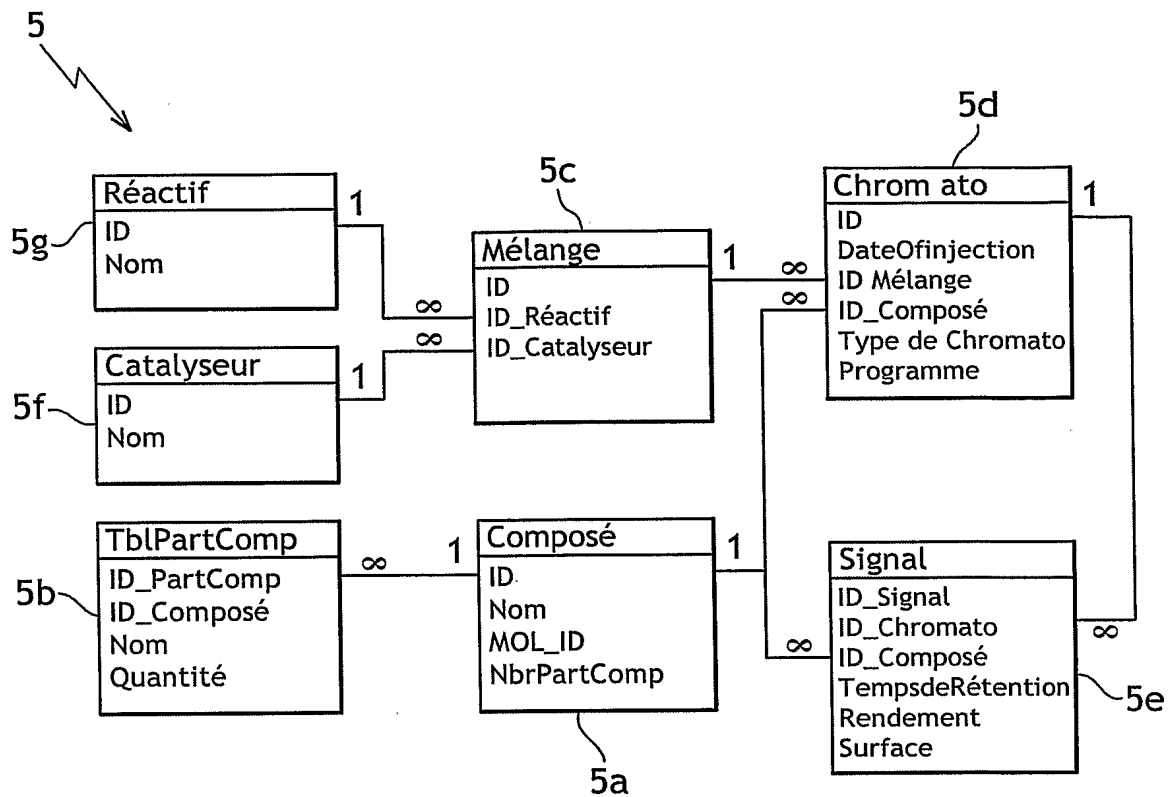 5
5g
Réactif
ID
Nom
1
5f
Catalyseur
ID
Nom
1
5b
TblPartComp
ID_PartComp
ID_Composé
Nom
Quantité
∞
5c
Mélange
ID
ID_Réactif
ID_Catalyseur
∞
∞
1
Composé
ID
Nom
MOL_ID
NbrPartComp
1
1
5a
5d
Chrom ato
ID
DateOfinjection
ID Mélange
ID_Composé
Type de Chromato
Programme
∞
∞
1
Signal
ID_Signal
ID_Chromato
ID_Composé
TempsdeRétention
Rendement
Surface
∞
∞
5e